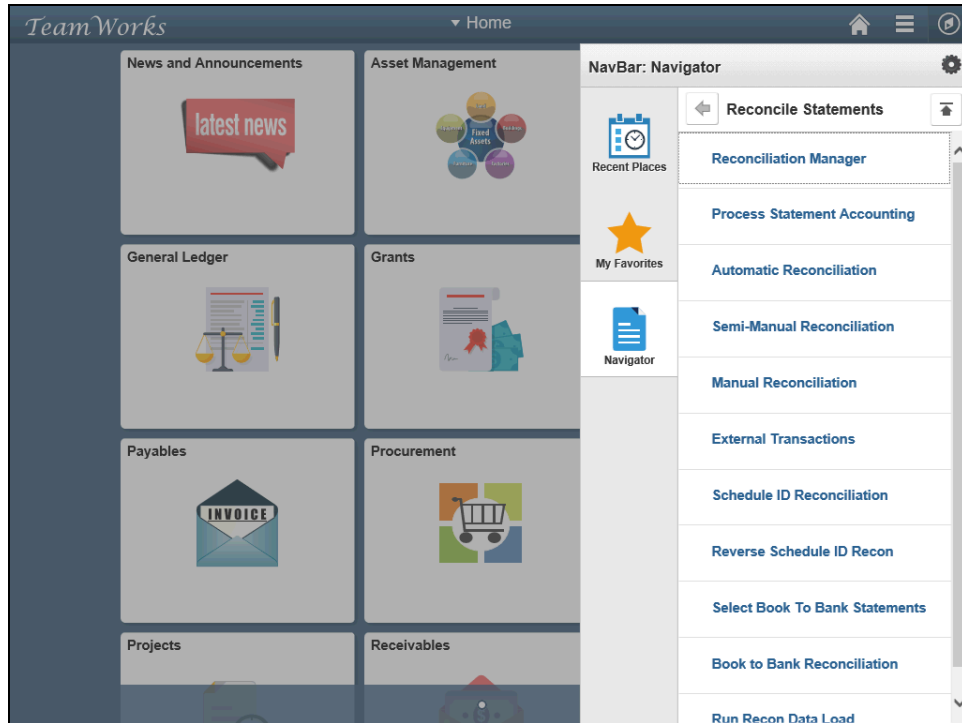 TeamWorks
Home
NavBar: Navigator
News and Announcements
latest news
Asset Management
Fixed
Assets
General Ledger
Grants
Payables
INVOICE
Procurement
Projects
Receivables
Recent Places
My Favorites
Navigator
Reconcile Statements
Reconciliation Manager
Process Statement Accounting
Automatic Reconciliation
Semi-Manual Reconciliation
Manual Reconciliation
External Transactions
Schedule ID Reconciliation
Reverse Schedule ID Recon
Select Book To Bank Statements
Book to Bank Reconciliation
Run Recon Data Load